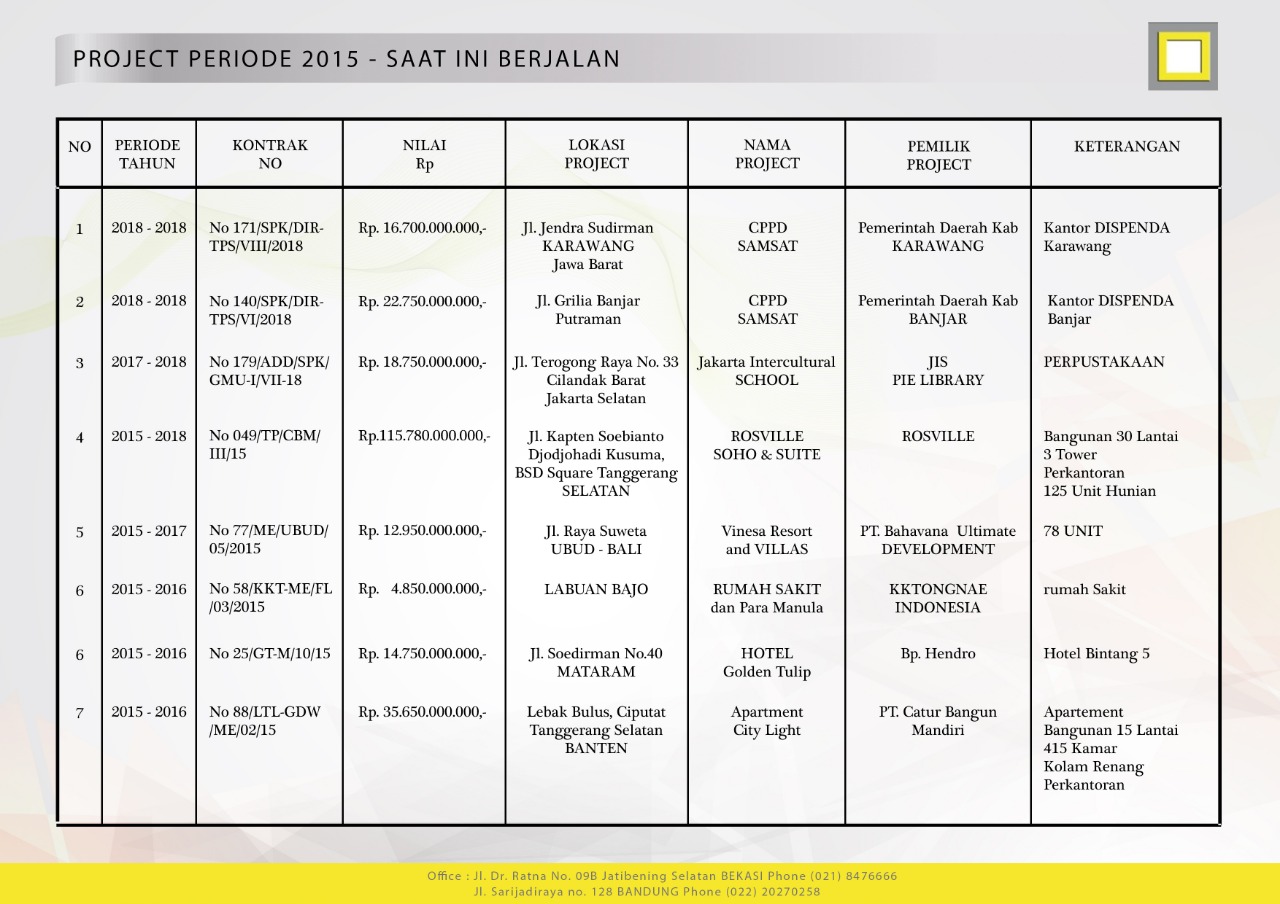 PROJECT PERIODE 2015 - SAAT INI BERJALAN
NO
PERIODE
TAHUN
KONTRAK
NO
NILAI
Rp
LOKASI
PROJECT
NAMA
PROJECT
PEMILIK
PROJECT
KETERANGAN
1
2018 - 2018
No 171/SPK/DIR-
TPS/VIII/2018
Rp. 16.700.000.000,-
Jl. Jendra Sudirman
KARAWANG
Jawa Barat
CPPD
SAMSAT
Pemerintah Daerah Kab
KARAWANG
Kantor DISPENDA
Karawang
2
2018 - 2018
No 140/SPK/DIR-
TPS/VI/2018
Rp. 22.750.000.000,-
Jl. Grilia Banjar
Putraman
CPPD
SAMSAT
Pemerintah Daerah Kab
BANJAR
Kantor DISPENDA
Banjar
3
2017 - 2018
No 179/ADD/SPK/
GMU-I/VII-18
Rp. 18.750.000.000,-
Jl. Terogong Raya No. 33
Cilandak Barat
Jakarta Selatan
Jakarta Intercultural
SCHOOL
JIS
PIE LIBRARY
PERPUSTAKAAN
4
2015 - 2018
No 049/TP/CBM/
III/15
Rp.115.780.000.000,-
Jl. Kapten Soebianto
Djodjohadi Kusuma,
BSD Square Tanggerang
SELATAN
ROSVILLE
SOHO & SUITE
ROSVILLE
Bangunan 30 Lantai
3 Tower
Perkantoran
125 Unit Hunian
5
2015 - 2017
No 77/ME/UBUD/
05/2015
Rp. 12.950.000.000,-
Jl. Raya Suweta
UBUD - BALI
Vinesa Resort
and VILLAS
PT. Bahavana Ultimate
DEVELOPMENT
78 UNIT
6
2015 - 2016
No 58/KKT-ME/FL
/03/2015
Rp. 4.850.000.000,-
LABUAN BAJO
RUMAH SAKIT
dan Para Manula
KKTONGNAE
INDONESIA
rumah Sakit
6
2015 - 2016
No 25/GT-M/10/15
Rp. 14.750.000.000,-
Jl. Soedirman No.40
MATARAM
HOTEL
Golden Tulip
Bp. Hendro
Hotel Bintang 5
7
2015 - 2016
No 88/LTL-GDW
/ME/02/15
Rp. 35.650.000.000,-
Lebak Bulus, Ciputat
Tanggerang Selatan
BANTEN
Apartment
City Light
PT. Catur Bangun
Mandiri
Apartement
Bangunan 15 Lantai
415 Kamar
Kolam Renang
Perkantoran
Office : Jl. Dr. Ratna No. 09B Jatibening Selatan BEKASI Phone (021) 8476666
Jl. Sarijadiraya no. 128 BANDUNG Phone (022) 20270258